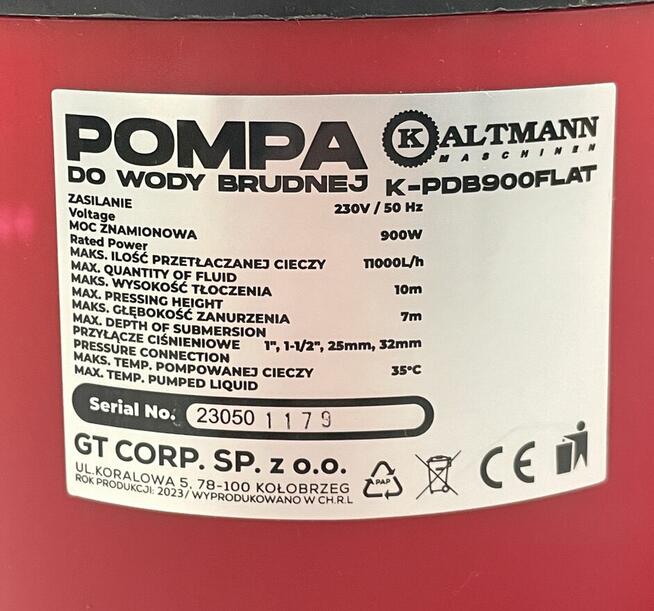 POMPA
DO WODY BRUDNEJ
KALTMANN
MASCHINEN
K-PDB900FLAT
ZASILANIE
Voltage 230V / 50 Hz
MOC ZNAMIONOWA
Rated Power 900W
MAKS. ILOŚĆ PRZETŁACZANEJ CIECZY 11000L/h
MAX. QUANTITY OF FLUID
MAKS. WYSOKOŚĆ TŁOCZENIA 10m
MAX. PRESSING HEIGHT
MAKS. GŁĘBOKOŚĆ ZANURZENIA 7m
MAX. DEPTH OF SUBMERSION
PRZYŁĄCZE CIŚNIENIOWE 1", 1-1/2", 25mm, 32mm
PRESSURE CONNECTION
MAKS. TEMP. POMPOWANEJ CIECZY 35°C
MAX. TEMP. PUMPED LIQUID
Serial No. 23050 1179
GT CORP. SP. z o.o.
UL.KORALOWA 5, 78-100 KOŁOBRZEG
ROK PRODUKCJI: 2023/ WYPRODUKOWANO W CH.R.L
PAP
CE